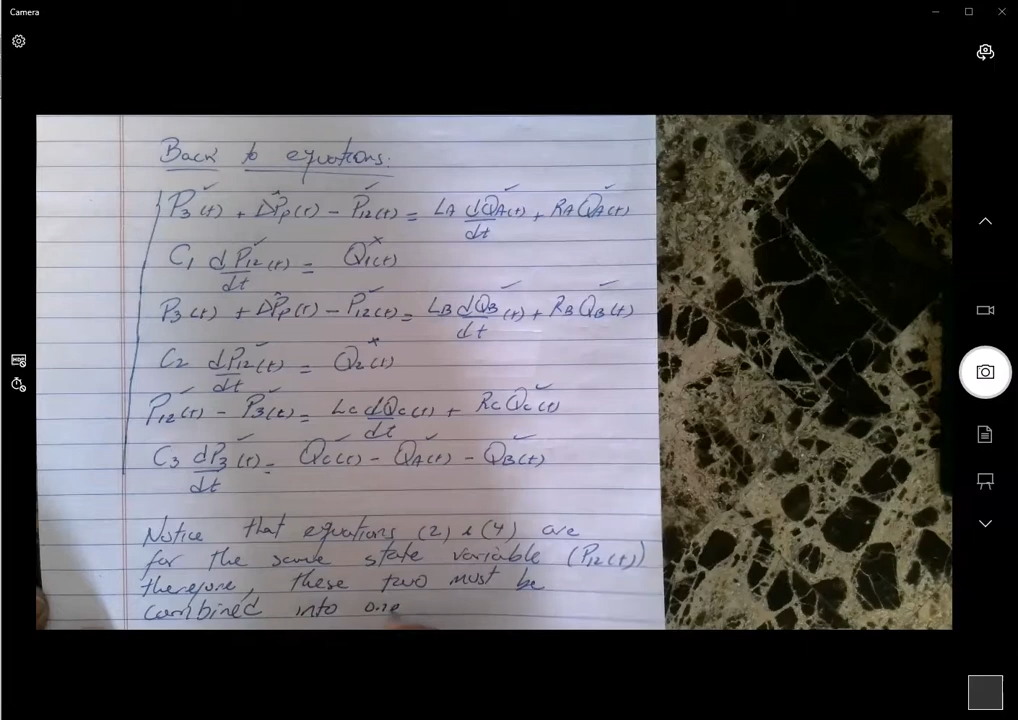 Camera
Back to equations.
P3(t) + ΔP̂p(t) - P12(t) = LA dQA(t)/dt + RA QA(t)
C1 dP12(t)/dt = Q1(t)
P3(t) + ΔP̂p(t) - P12(t) = LB dQB(t)/dt + RB QB(t)
C2 dP12(t)/dt = Q2(t)
P12(t) - P3(t) = LC dQC(t)/dt + RC QC(t)
C3 dP3(t)/dt = QC(t) - QA(t) - QB(t)
Notice that equations (2) & (4) are
for the same state variable (P12(t))
therefore, these two must be
combined into one